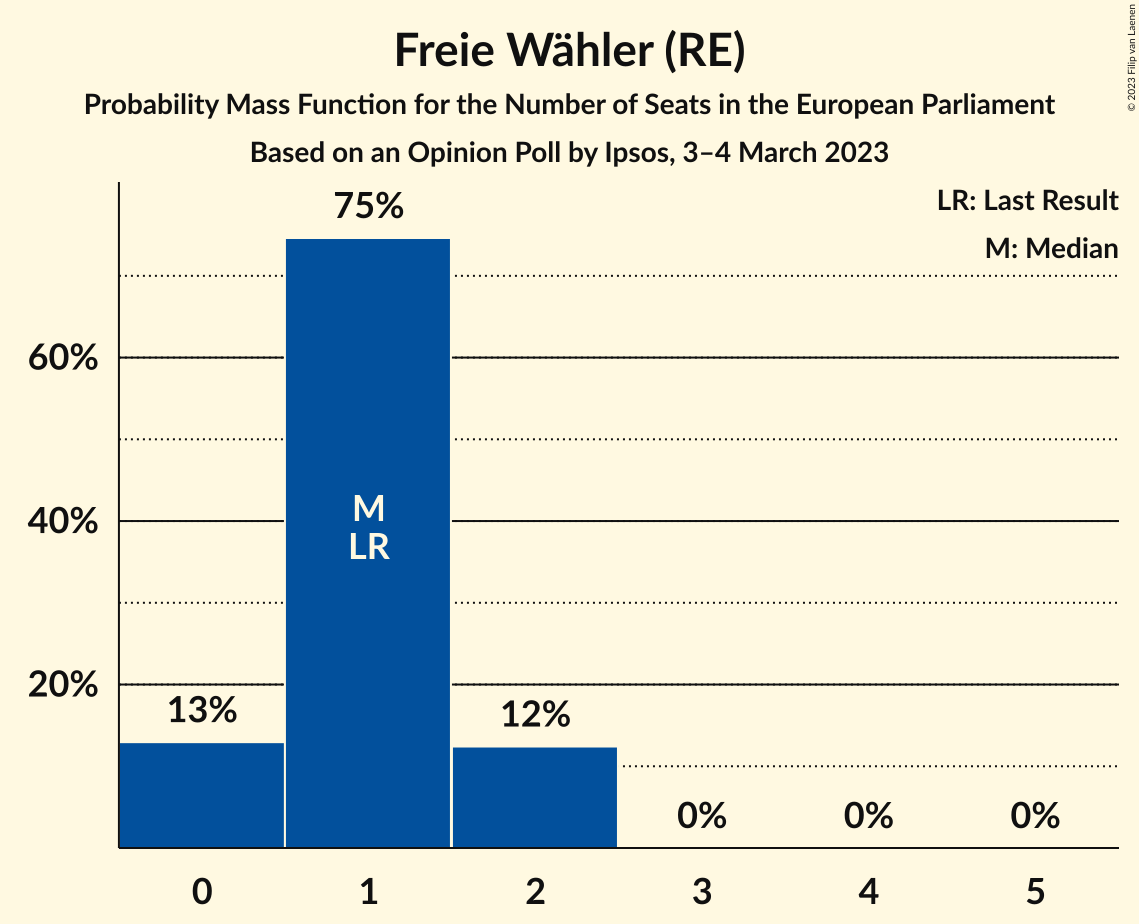 Freie Wähler (RE)
Probability Mass Function for the Number of Seats in the European Parliament
Based on an Opinion Poll by Ipsos, 3–4 March 2023
© 2023 Filip van Laenen
LR: Last Result
M: Median
75%
60%
40%
20%
M
LR
13%
12%
0%
0%
0%
0
1
2
3
4
5